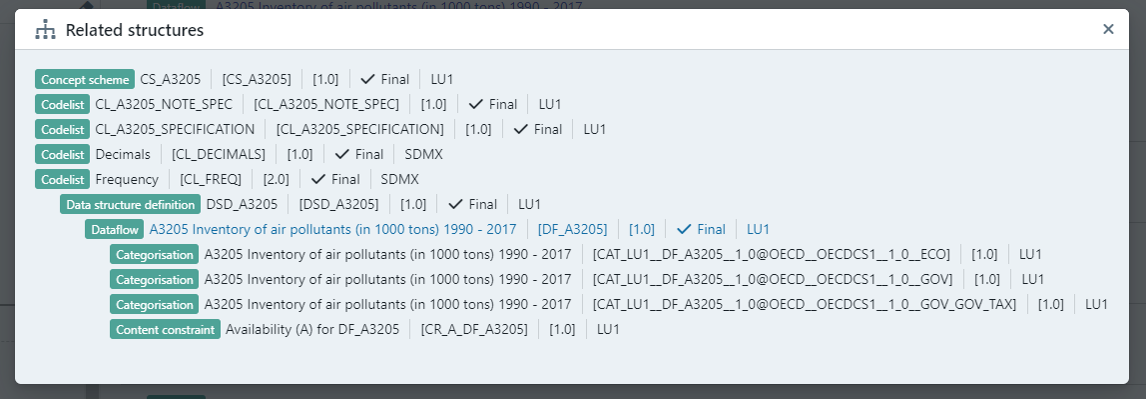 Dataflow A3205 Inventory of air pollutants (in 1000 tons) 1990 - 2017
Related structures
Concept scheme CS_A3205 [CS_A3205] [1.0] Final LU1
Codelist CL_A3205_NOTE_SPEC [CL_A3205_NOTE_SPEC] [1.0] Final LU1
Codelist CL_A3205_SPECIFICATION [CL_A3205_SPECIFICATION] [1.0] Final LU1
Codelist Decimals [CL_DECIMALS] [1.0] Final SDMX
Codelist Frequency [CL_FREQ] [2.0] Final SDMX
Data structure definition DSD_A3205 [DSD_A3205] [1.0] Final LU1
Dataflow A3205 Inventory of air pollutants (in 1000 tons) 1990 - 2017 [DF_A3205] [1.0] Final LU1
Categorisation A3205 Inventory of air pollutants (in 1000 tons) 1990 - 2017 [CAT_LU1__DF_A3205__1_0@OECD__OECDCS1__1_0__ECO] [1.0] LU1
Categorisation A3205 Inventory of air pollutants (in 1000 tons) 1990 - 2017 [CAT_LU1__DF_A3205__1_0@OECD__OECDCS1__1_0__GOV] [1.0] LU1
Categorisation A3205 Inventory of air pollutants (in 1000 tons) 1990 - 2017 [CAT_LU1__DF_A3205__1_0@OECD__OECDCS1__1_0__GOV_GOV_TAX] [1.0] LU1
Content constraint Availability (A) for DF_A3205 [CR_A_DF_A3205] [1.0] LU1